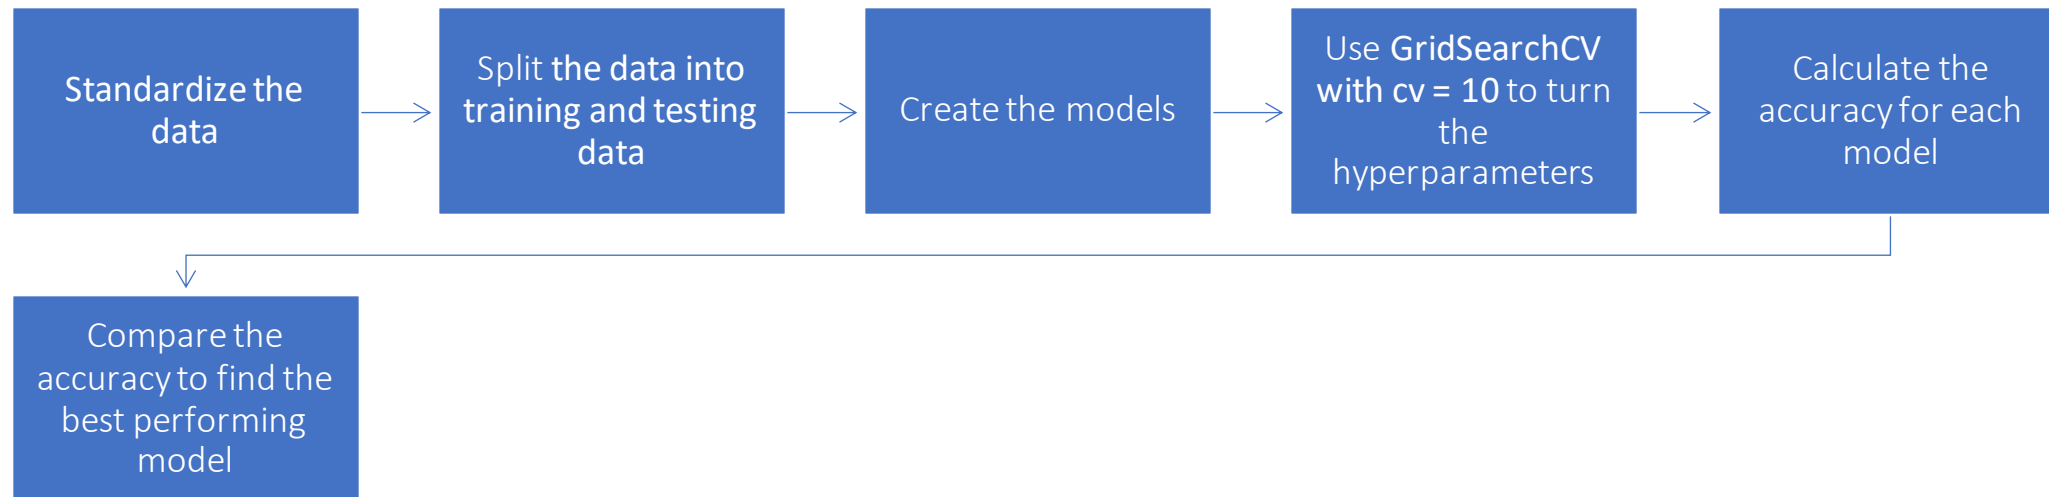 Standardize the
data
Split the data into
training and testing
data
Create the models
Use GridSearchCV
with cv = 10 to turn
the
hyperparameters
Calculate the
accuracy for each
model
Compare the
accuracy to find the
best performing
model